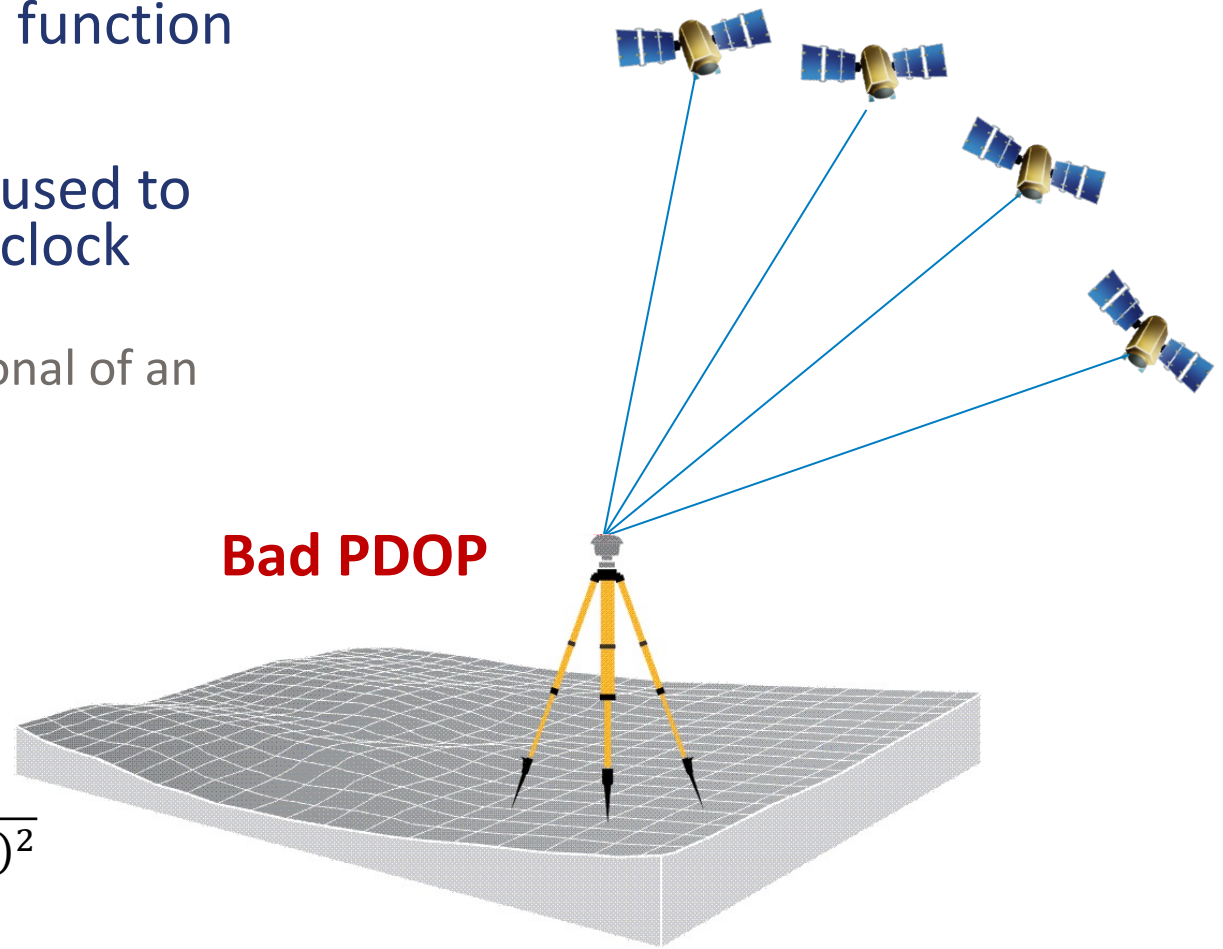 function
used to
clock
onal of an
Bad PDOP
)²